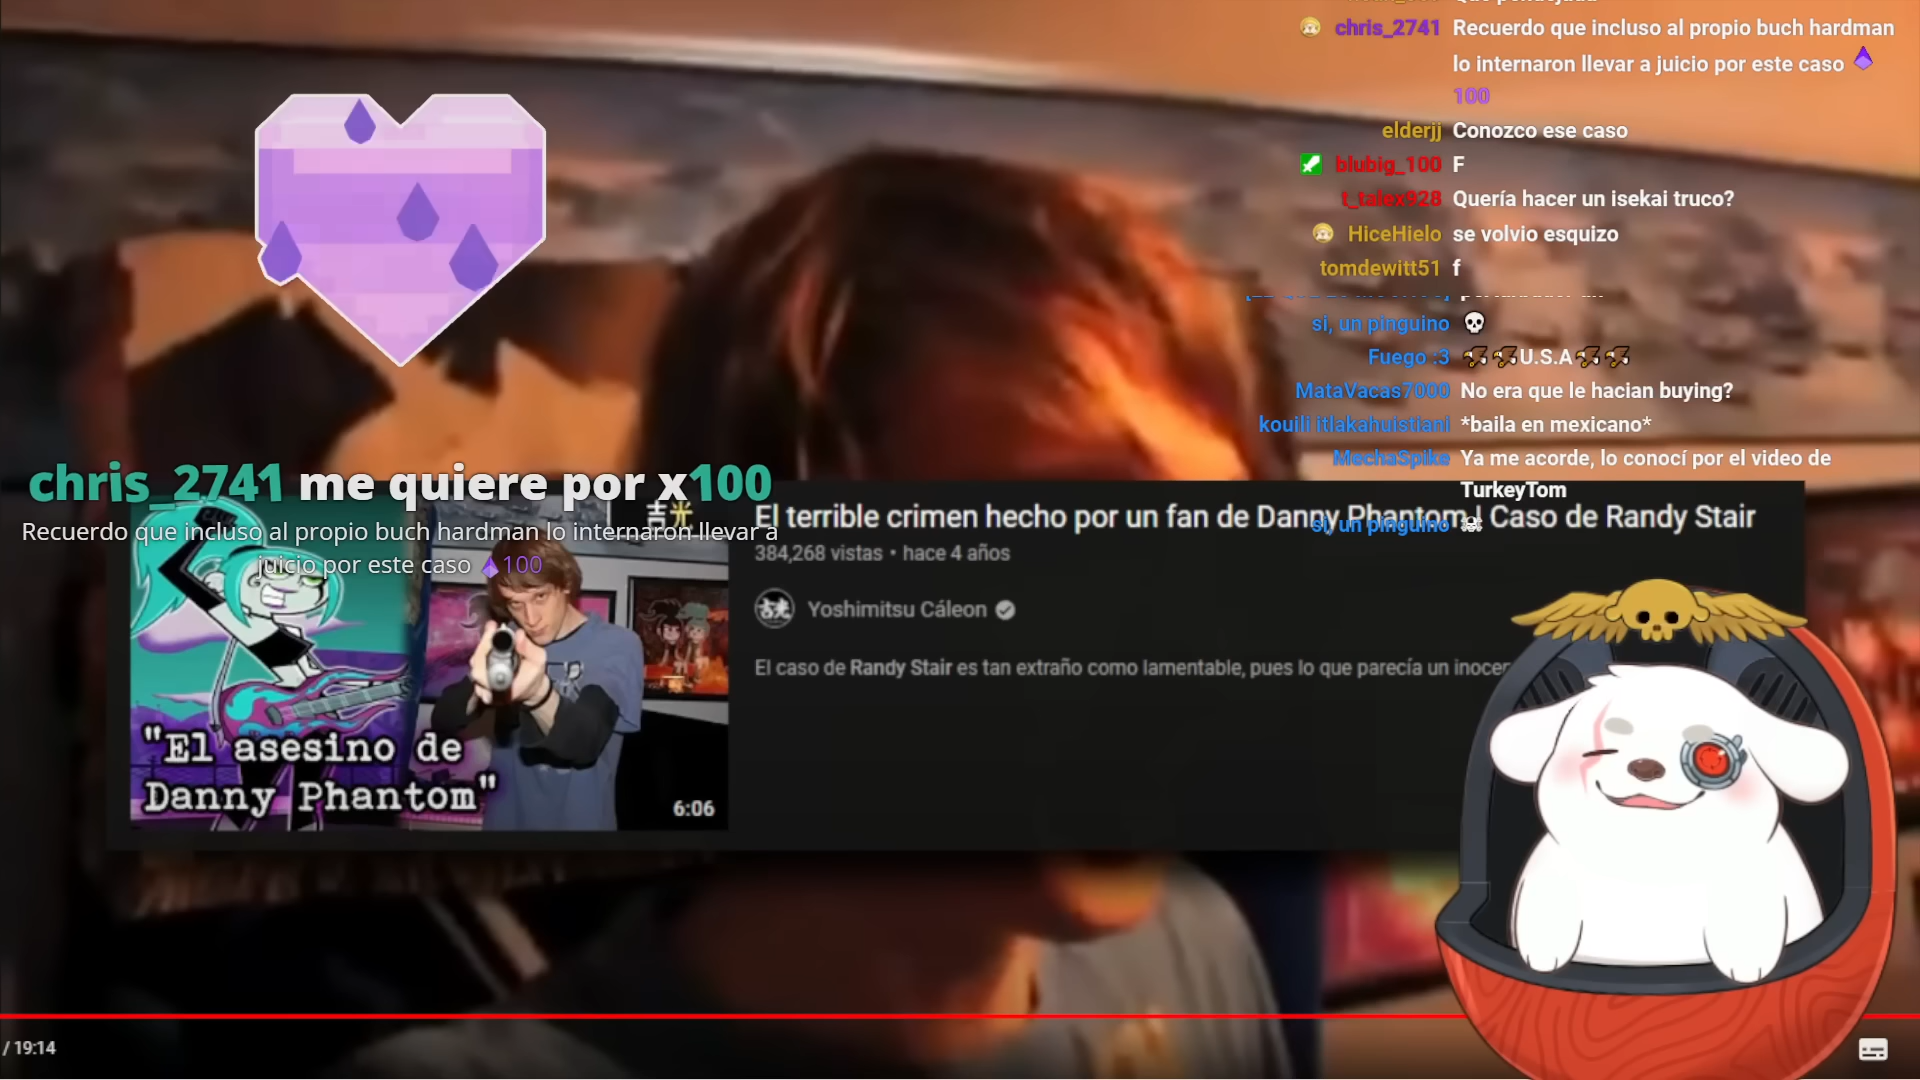 chris_2741 Recuerdo que incluso al propio buch hardman
lo internaron llevar a juicio por este caso
100
elderjj Conozco ese caso
blubig_100 F
t_talex928 Quería hacer un isekai truco?
HiceHielo se volvio esquizo
tomdewitt51 f
si, un pinguino
Fuego :3 U.S.A
MataVacas7000 No era que le hacian buying?
kouili itlakahuistiani *baila en mexicano*
MechaSpike Ya me acorde, lo conocí por el video de
TurkeyTom
si, un pinguino
chris_2741 me quiere por x100
Recuerdo que incluso al propio buch hardman lo internaron llevar a
juicio por este caso 100
吉光
"El asesino de
Danny Phantom"
6:06
El terrible crimen hecho por un fan de Danny Phantom | Caso de Randy Stair
384,268 vistas • hace 4 años
Yoshimitsu Cáleon
El caso de Randy Stair es tan extraño como lamentable, pues lo que parecía un inocen
/ 19:14